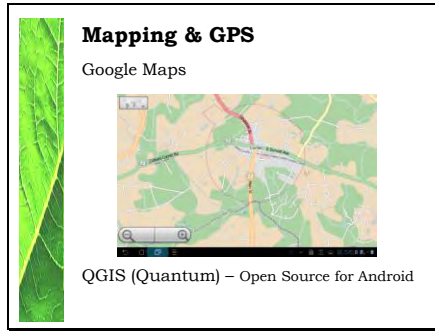 Mapping & GPS
Google Maps
QGIS (Quantum) – Open Source for Android